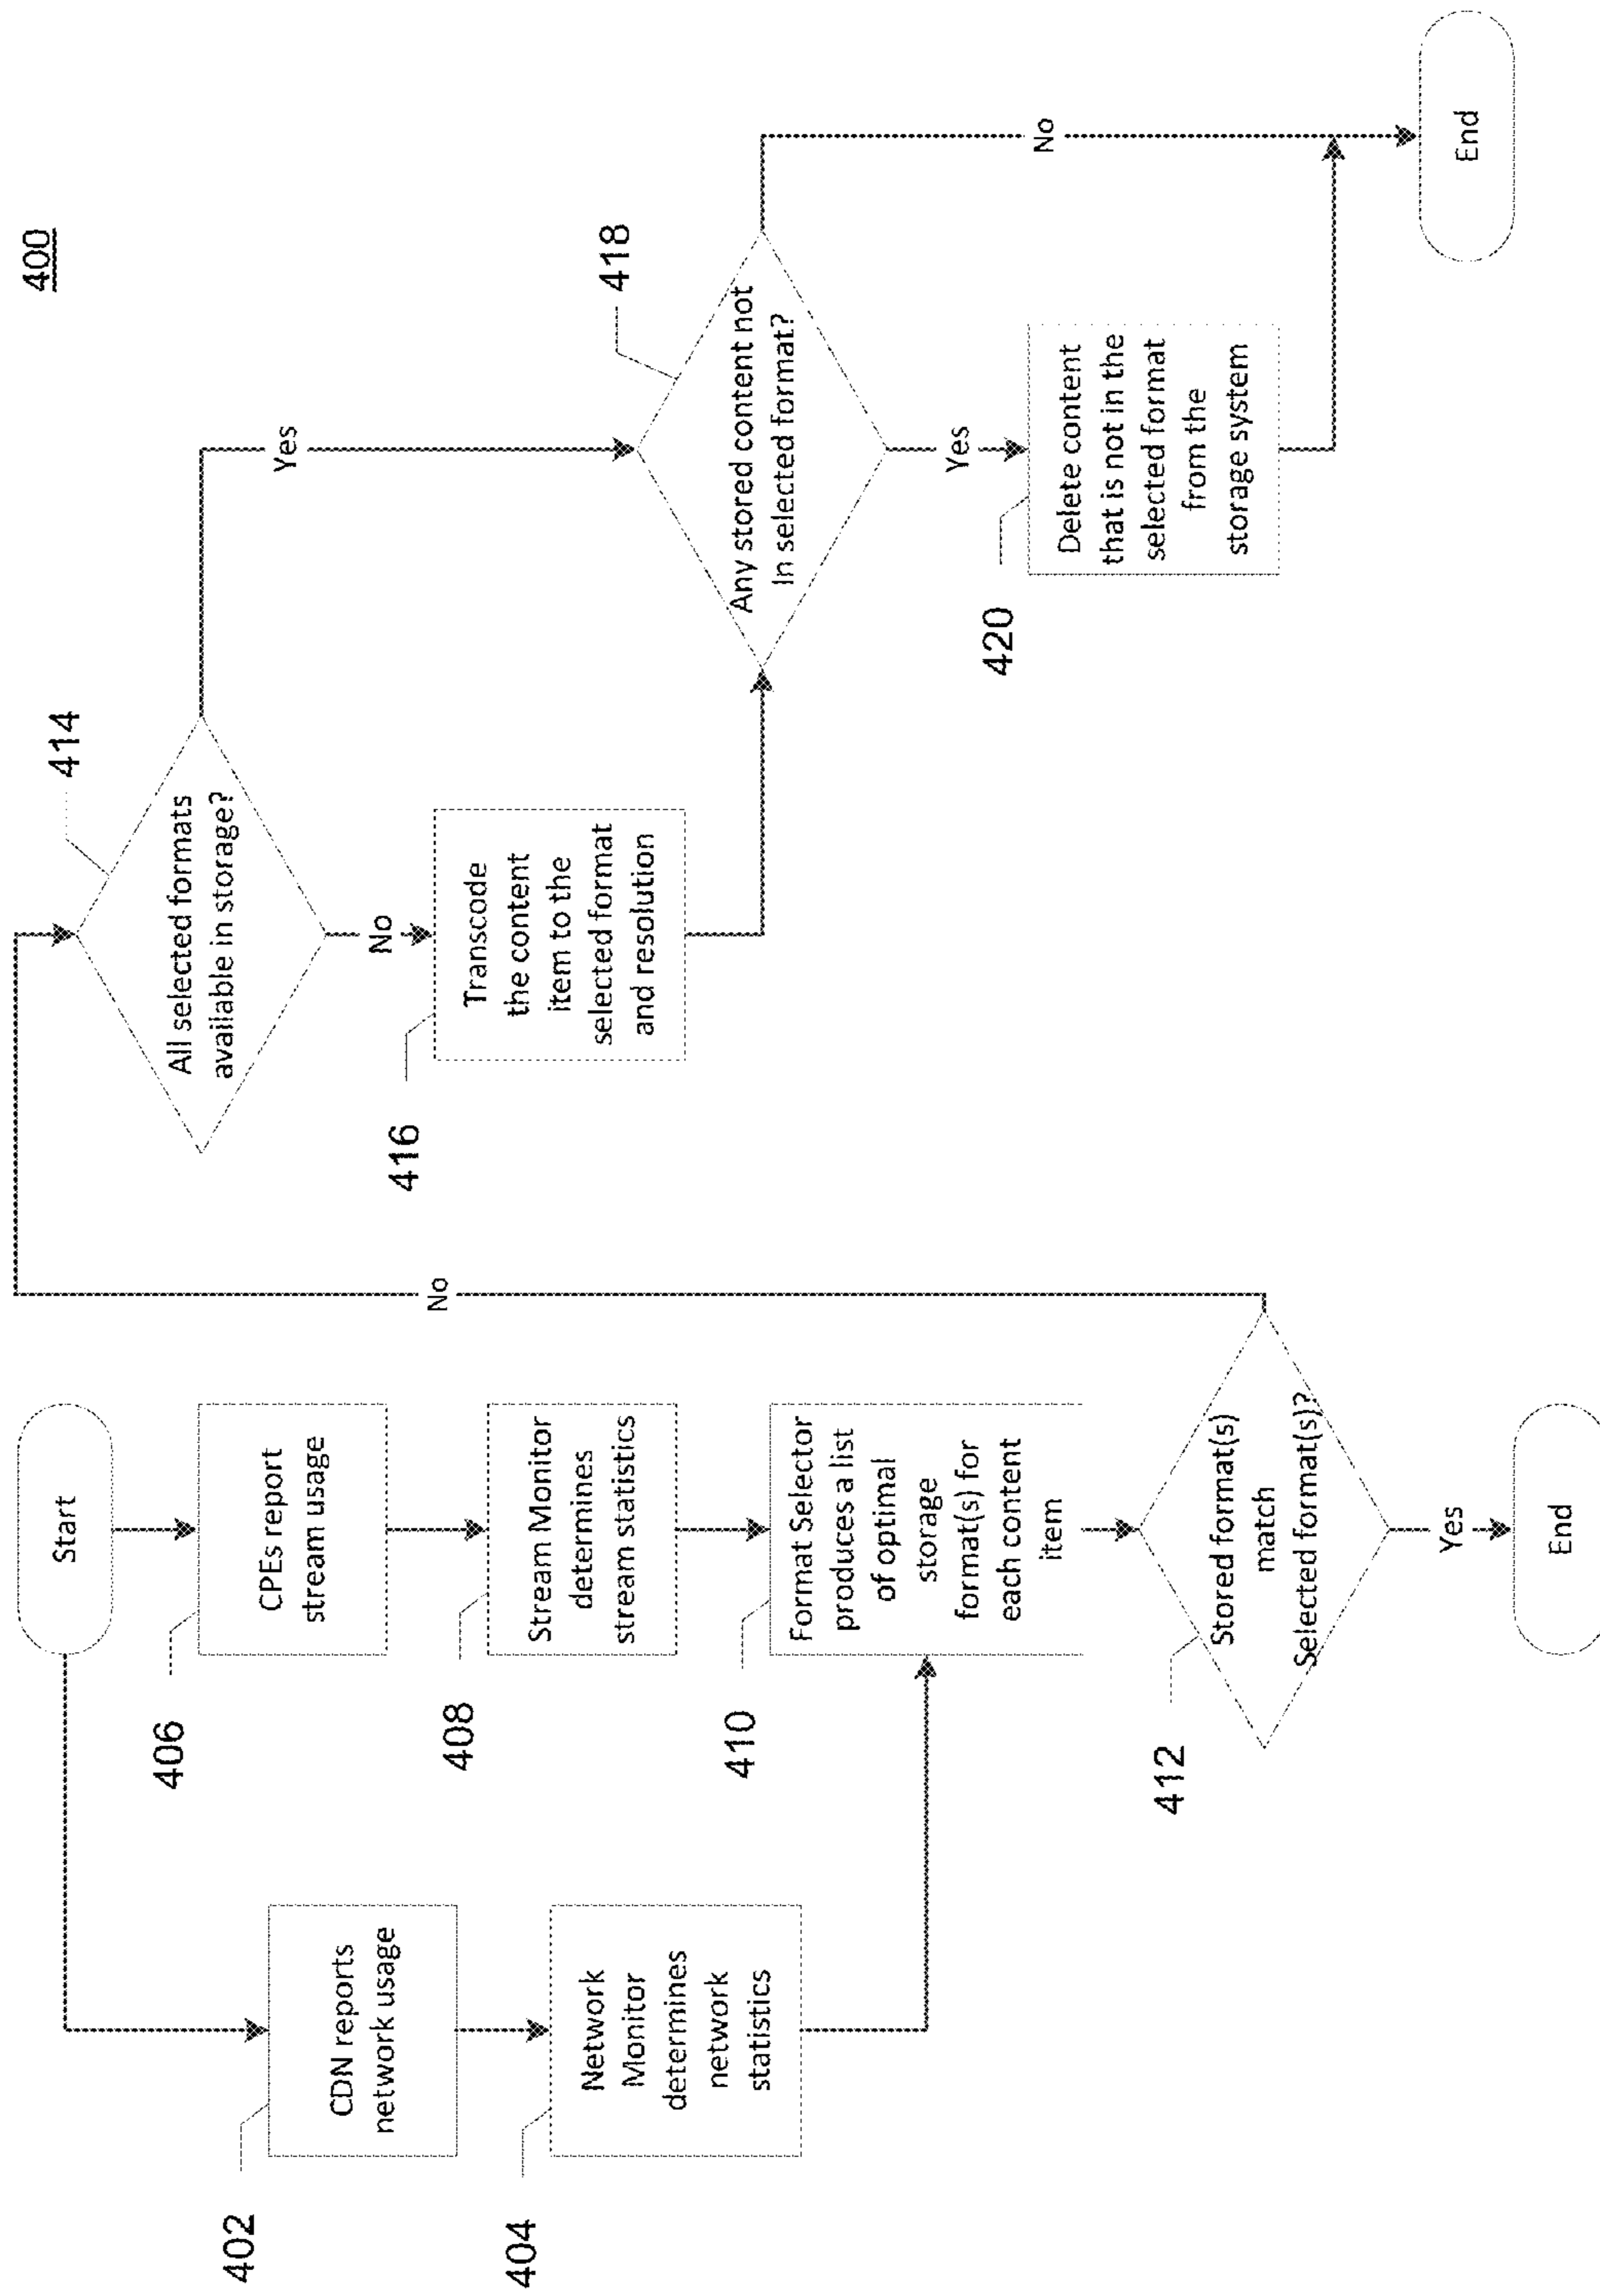 400
Start
402
CDN reports
network usage
404
Network
Monitor
determines
network
statistics
406
CPEs report
stream usage
408
Stream Monitor
determines
stream statistics
410
Format Selector
produces a list
of optimal
storage
format(s) for
each content
item
412
Stored format(s)
match
Selected format(s)?
Yes
End
No
414
All selected formats
available in storage?
No
Yes
416
Transcode
the content
item to the
selected format
and resolution
418
Any stored content not
In selected format?
Yes
No
420
Delete content
that is not in the
selected format
from the
storage system
End